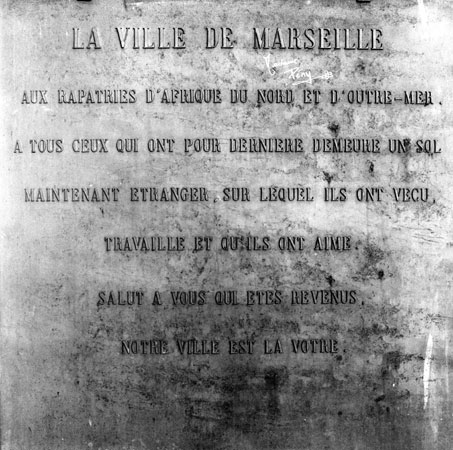 LA VILLE DE MARSEILLE
AUX RAPATRIES D'AFRIQUE DU NORD ET D'OUTRE-MER.
A TOUS CEUX QUI ONT POUR DERNIERE DEMEURE UN SOL
MAINTENANT ETRANGER, SUR LEQUEL ILS ONT VECU,
TRAVAILLE ET QU'ILS ONT AIME.
SALUT A VOUS QUI ETES REVENUS,
NOTRE VILLE EST LA VOTRE.